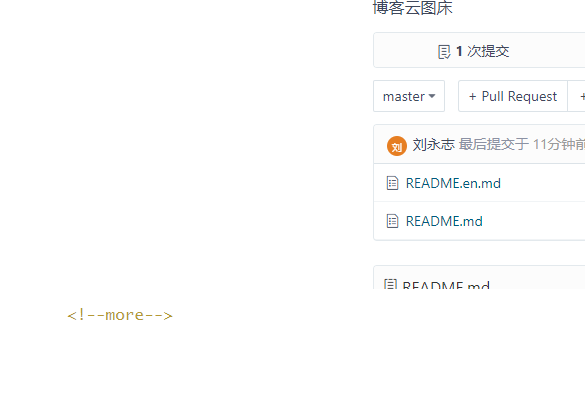 博客云图床
1 次提交
master
+ Pull Request +
刘 刘永志 最后提交于 11分钟前
README.en.md
README.md
README.md
<!--more-->